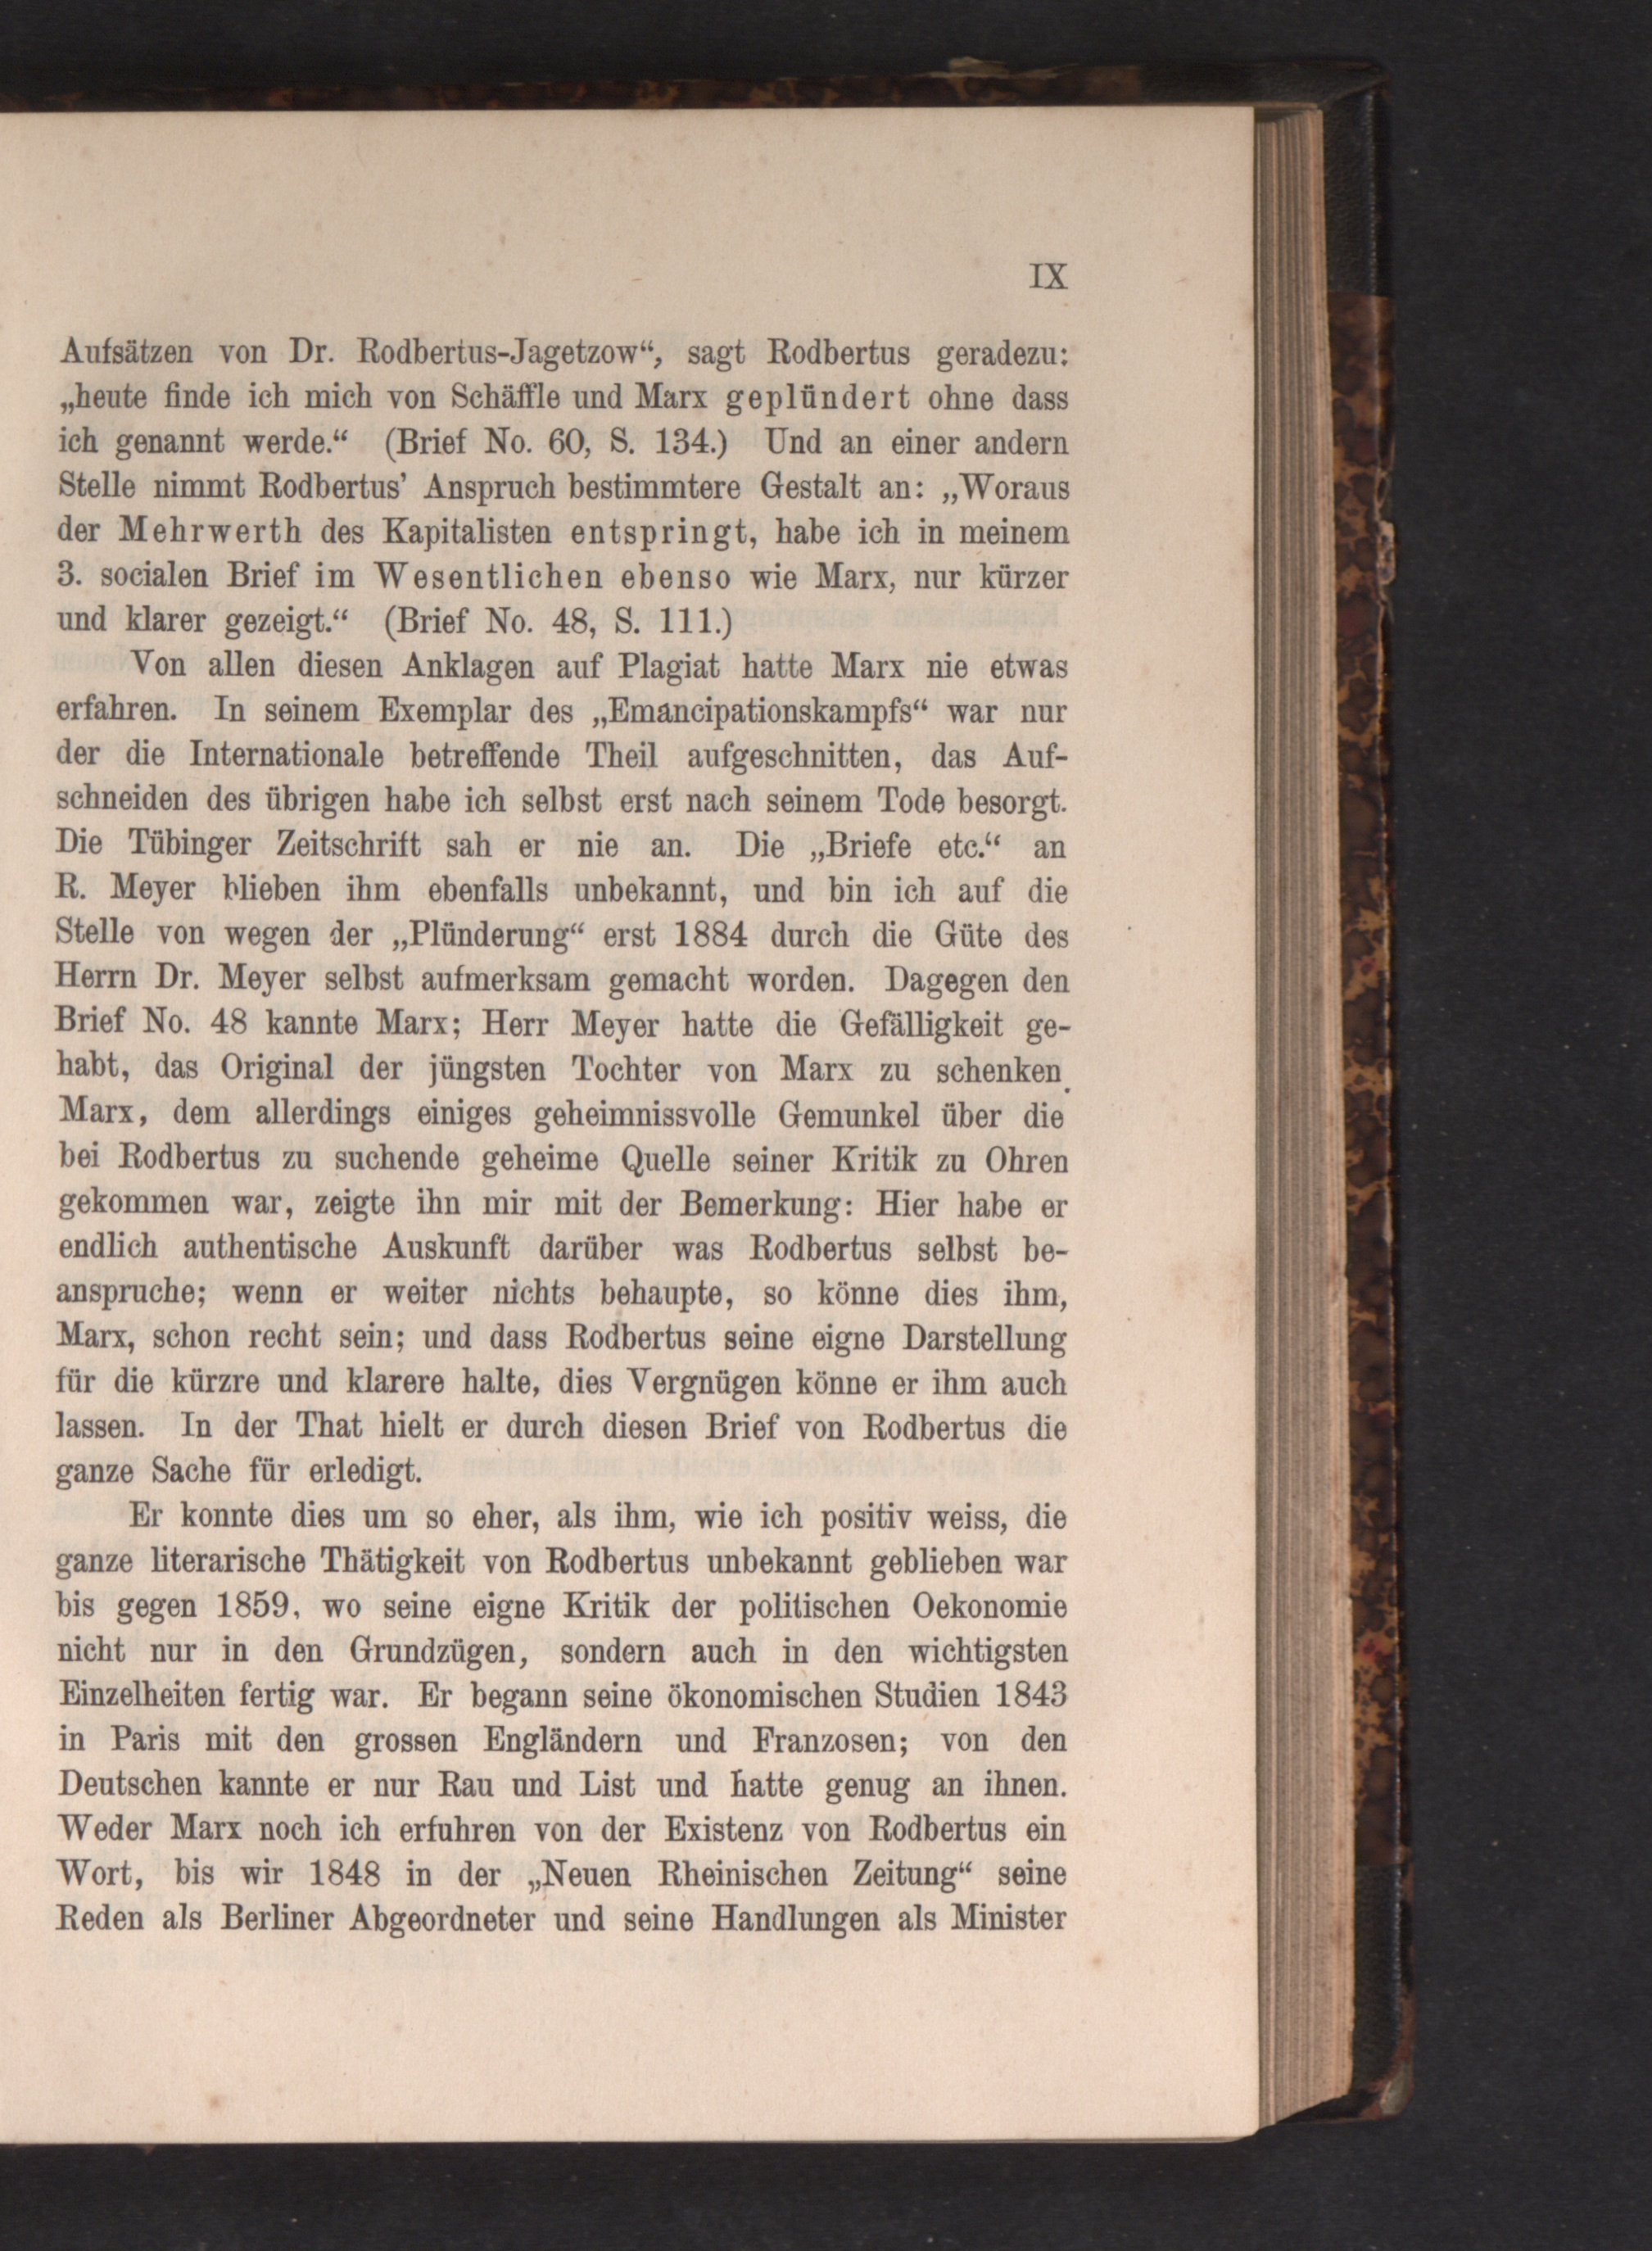 IX
Aufsätzen von Dr. Rodbertus-Jagetzow“, sagt Rodbertus geradezu:
„heute finde ich mich von Schäffle und Marx geplündert ohne dass
ich genannt werde.“ (Brief No. 60, S. 134.) Und an einer andern
Stelle nimmt Rodbertus’ Anspruch bestimmtere Gestalt an: „Woraus
der Mehrwerth des Kapitalisten entspringt, habe ich in meinem
3. socialen Brief im Wesentlichen ebenso wie Marx, nur kürzer
und klarer gezeigt.“ (Brief No. 48, S. 111.)
Von allen diesen Anklagen auf Plagiat hatte Marx nie etwas
erfahren. In seinem Exemplar des „Emancipationskampfs“ war nur
der die Internationale betreffende Theil aufgeschnitten, das Auf-
schneiden des übrigen habe ich selbst erst nach seinem Tode besorgt.
Die Tübinger Zeitschrift sah er nie an. Die „Briefe etc.“ an
R. Meyer blieben ihm ebenfalls unbekannt, und bin ich auf die
Stelle von wegen der „Plünderung“ erst 1884 durch die Güte des
Herrn Dr. Meyer selbst aufmerksam gemacht worden. Dagegen den
Brief No. 48 kannte Marx; Herr Meyer hatte die Gefälligkeit ge-
habt, das Original der jüngsten Tochter von Marx zu schenken.
Marx, dem allerdings einiges geheimnissvolle Gemunkel über die
bei Rodbertus zu suchende geheime Quelle seiner Kritik zu Ohren
gekommen war, zeigte ihn mir mit der Bemerkung: Hier habe er
endlich authentische Auskunft darüber was Rodbertus selbst be-
anspruche; wenn er weiter nichts behaupte, so könne dies ihm,
Marx, schon recht sein; und dass Rodbertus seine eigne Darstellung
für die kürzre und klarere halte, dies Vergnügen könne er ihm auch
lassen. In der That hielt er durch diesen Brief von Rodbertus die
ganze Sache für erledigt.
Er konnte dies um so eher, als ihm, wie ich positiv weiss, die
ganze literarische Thätigkeit von Rodbertus unbekannt geblieben war
bis gegen 1859, wo seine eigne Kritik der politischen Oekonomie
nicht nur in den Grundzügen, sondern auch in den wichtigsten
Einzelheiten fertig war. Er begann seine ökonomischen Studien 1843
in Paris mit den grossen Engländern und Franzosen; von den
Deutschen kannte er nur Rau und List und hatte genug an ihnen.
Weder Marx noch ich erfuhren von der Existenz von Rodbertus ein
Wort, bis wir 1848 in der „Neuen Rheinischen Zeitung“ seine
Reden als Berliner Abgeordneter und seine Handlungen als Minister